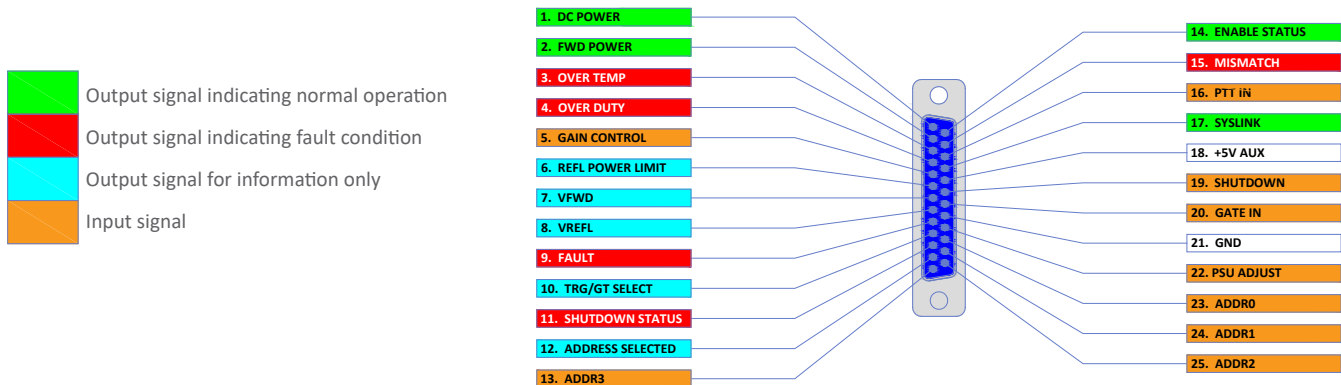 Output signal indicating normal operation
Output signal indicating fault condition
Output signal for information only
Input signal
1. DC POWER
2. FWD POWER
3. OVER TEMP
4. OVER DUTY
5. GAIN CONTROL
6. REFL POWER LIMIT
7. VFWD
8. VREFL
9. FAULT
10. TRG/GT SELECT
11. SHUTDOWN STATUS
12. ADDRESS SELECTED
13. ADDR3
14. ENABLE STATUS
15. MISMATCH
16. PTT IN
17. SYSLINK
18. +5V AUX
19. SHUTDOWN
20. GATE IN
21. GND
22. PSU ADJUST
23. ADDR0
24. ADDR1
25. ADDR2